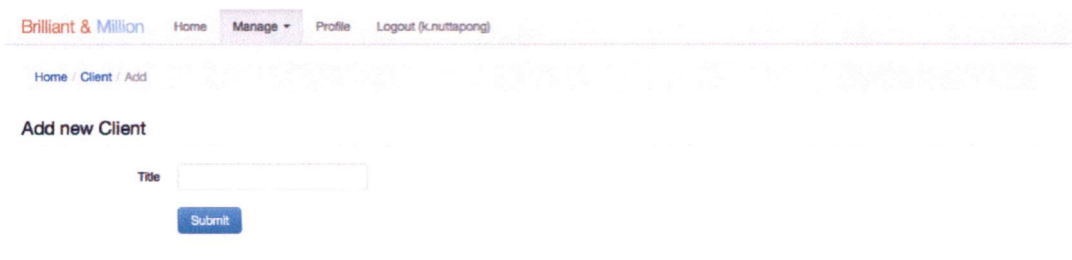 Brilliant & Million Home Manage Profile Logout (k.nuttapong)
Home / Client / Add
Add new Client
Title
Submit